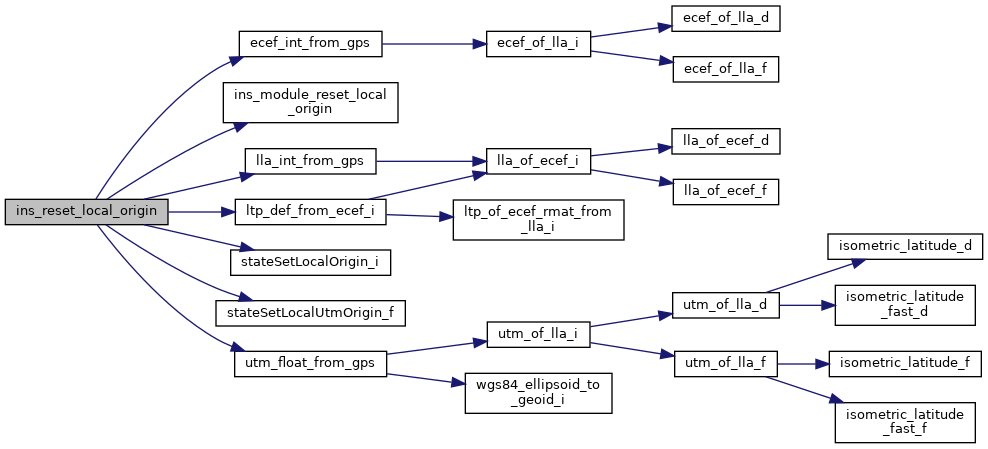 ins_reset_local_origin
ecef_int_from_gps
ins_module_reset_local
_origin
lla_int_from_gps
ltp_def_from_ecef_i
stateSetLocalOrigin_i
stateSetLocalUtmOrigin_f
utm_float_from_gps
ecef_of_lla_i
lla_of_ecef_i
ltp_of_ecef_rmat_from
_lla_i
utm_of_lla_i
wgs84_ellipsoid_to
_geoid_i
ecef_of_lla_d
ecef_of_lla_f
lla_of_ecef_d
lla_of_ecef_f
utm_of_lla_d
utm_of_lla_f
isometric_latitude_d
isometric_latitude
_fast_d
isometric_latitude_f
isometric_latitude
_fast_f